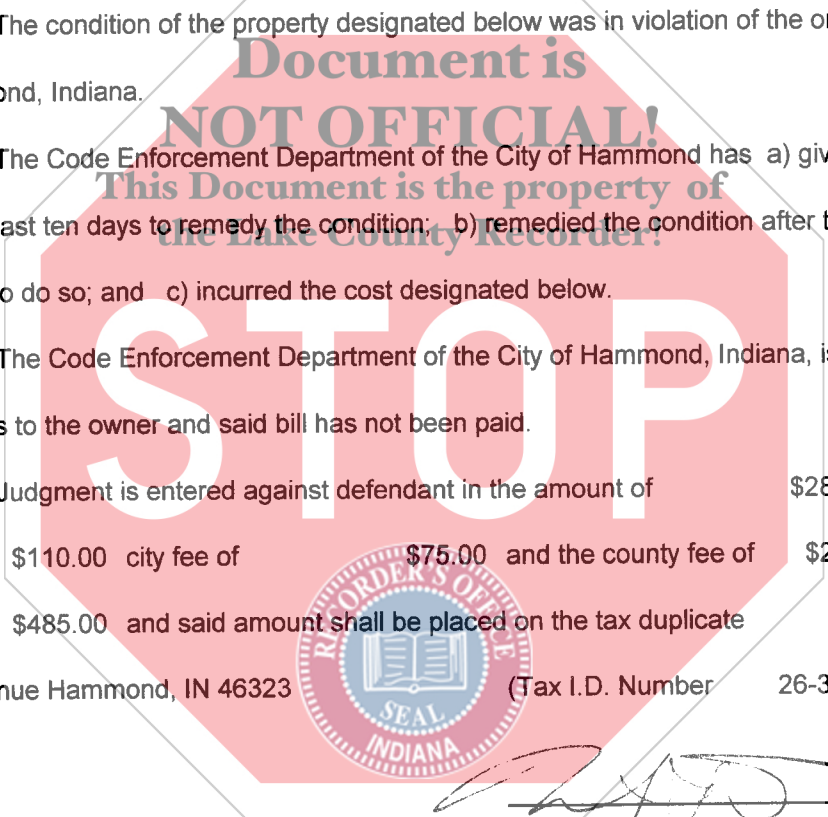 The condition of the property designated below was in violation of the or
Document is
ond, Indiana.
NOT OFFICIAL!
The Code Enforcement Department of the City of Hammond has a) giv
This Document is the property of
ast ten days to remedy the condition; b) remedied the condition after t
the Lake County Recorder!
o do so; and c) incurred the cost designated below.
STOP
The Code Enforcement Department of the City of Hammond, Indiana, is
s to the owner and said bill has not been paid.
Judgment is entered against defendant in the amount of $28
$110.00 city fee of $75.00 and the county fee of $2
$485.00 and said amount shall be placed on the tax duplicate
nue Hammond, IN 46323 (Tax I.D. Number 26-3
RECORDER'S OFFICE
SEAL
INDIANA